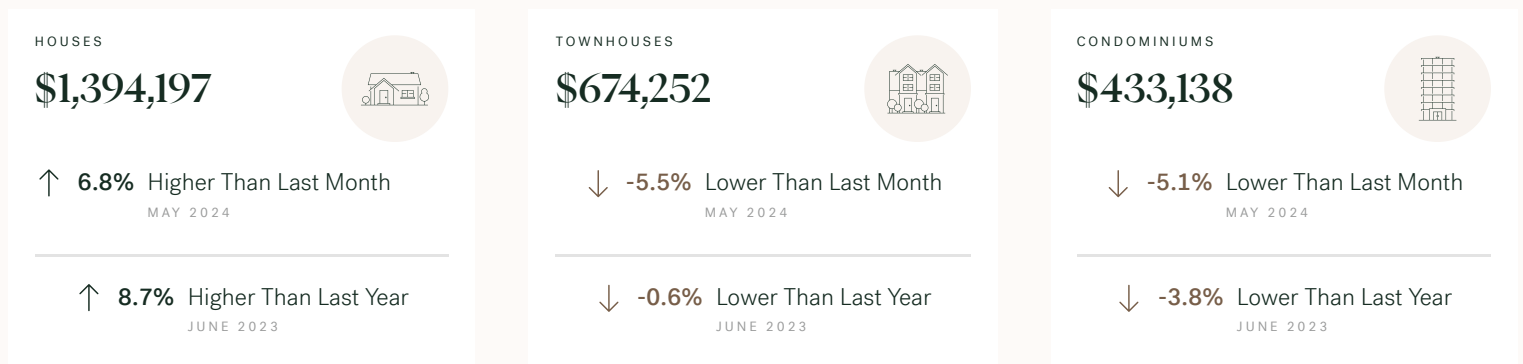 HOUSES
$1,394,197
↑ 6.8% Higher Than Last Month
MAY 2024
↑ 8.7% Higher Than Last Year
JUNE 2023
TOWNHOUSES
$674,252
↓ -5.5% Lower Than Last Month
MAY 2024
↓ -0.6% Lower Than Last Year
JUNE 2023
CONDOMINIUMS
$433,138
↓ -5.1% Lower Than Last Month
MAY 2024
↓ -3.8% Lower Than Last Year
JUNE 2023